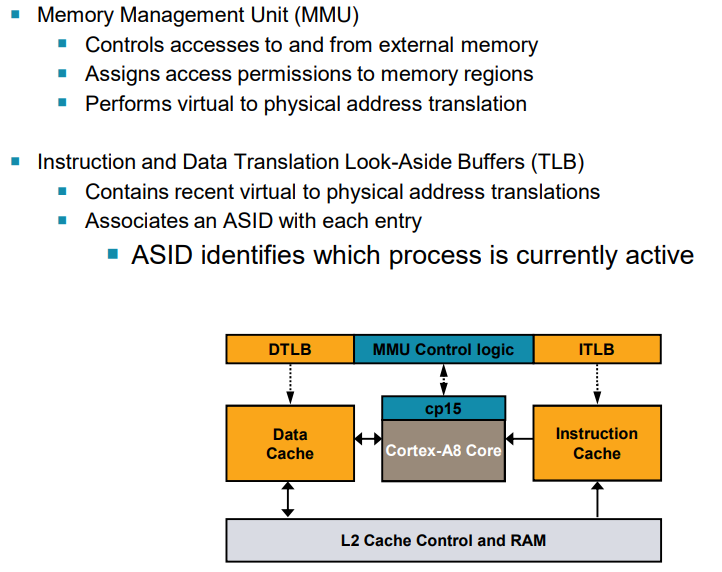 Memory Management Unit (MMU)
Controls accesses to and from external memory
Assigns access permissions to memory regions
Performs virtual to physical address translation
Instruction and Data Translation Look-Aside Buffers (TLB)
Contains recent virtual to physical address translations
Associates an ASID with each entry
ASID identifies which process is currently active
DTLB
MMU Control logic
ITLB
cp15
Data
Cache
Cortex-A8 Core
Instruction
Cache
L2 Cache Control and RAM